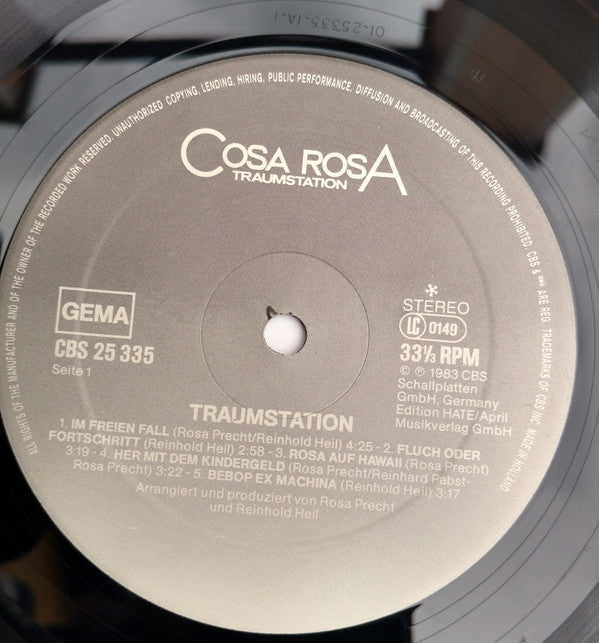 01-25335-1A-1
ALL RIGHTS OF THE MANUFACTURER AND OF THE OWNER OF THE RECORDED WORK RESERVED. UNAUTHORIZED COPYING, LENDING, HIRING, PUBLIC PERFORMANCE, DIFFUSION AND BROADCASTING OF THIS RECORDING PROHIBITED. CBS & ARE REG. TRADEMARKS OF CBS INC. MADE IN HOLLAND
COSA ROSA
TRAUMSTATION
GEMA
CBS 25 335
Seite 1
*
STEREO
LC 0149
33⅓ RPM
© ℗ 1983 CBS
Schallplatten
GmbH, Germany
Edition HATE/April
Musikverlag GmbH
TRAUMSTATION
1. IM FREIEN FALL (Rosa Precht/Reinhold Heil) 4:25 - 2. FLUCH ODER
FORTSCHRITT (Reinhold Heil) 2:58 - 3. ROSA AUF HAWAII (Rosa Precht)
3:19 - 4. HER MIT DEM KINDERGELD (Rosa Precht/Reinhard Pabst-
Rosa Precht) 3:22 - 5. BEBOP EX MACHINA (Reinhold Heil) 3:17
Arrangiert und produziert von Rosa Precht
und Reinhold Heil